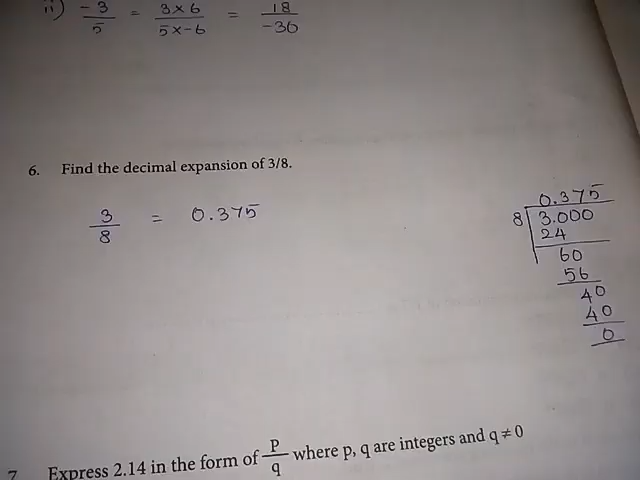 ii) -3/5 = 3×6/5×-6 = 18/-30
6. Find the decimal expansion of 3/8.
3/8 = 0.375
0.375
8 3.000
24
60
56
40
40
0
7. Express 2.14 in the form of p/q where p, q are integers and q ≠ 0